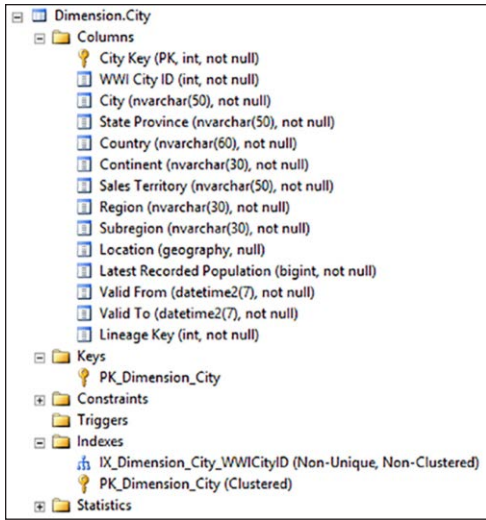 Dimension.City
Columns
City Key (PK, int, not null)
WWI City ID (int, not null)
City (nvarchar(50), not null)
State Province (nvarchar(50), not null)
Country (nvarchar(60), not null)
Continent (nvarchar(30), not null)
Sales Territory (nvarchar(50), not null)
Region (nvarchar(30), not null)
Subregion (nvarchar(30), not null)
Location (geography, null)
Latest Recorded Population (bigint, not null)
Valid From (datetime2(7), not null)
Valid To (datetime2(7), not null)
Lineage Key (int, not null)
Keys
PK_Dimension_City
Constraints
Triggers
Indexes
IX_Dimension_City_WWICityID (Non-Unique, Non-Clustered)
PK_Dimension_City (Clustered)
Statistics